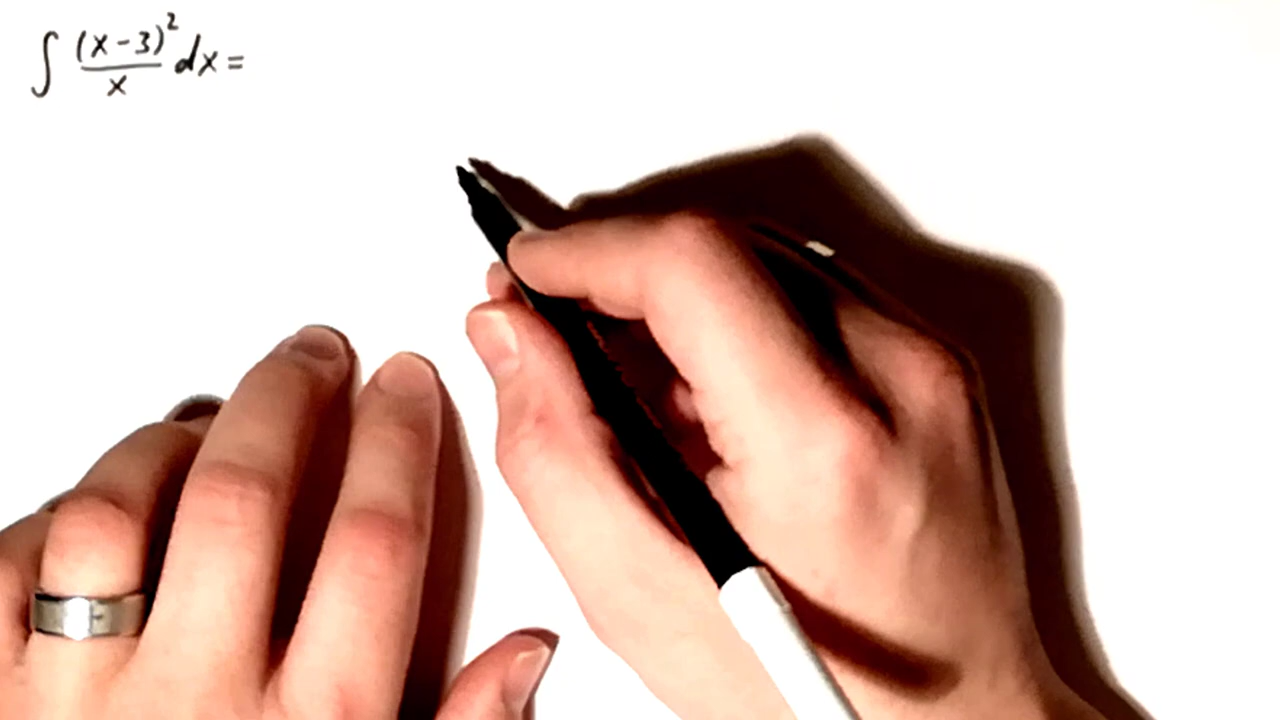 ∫ (x-3)²/x dx =